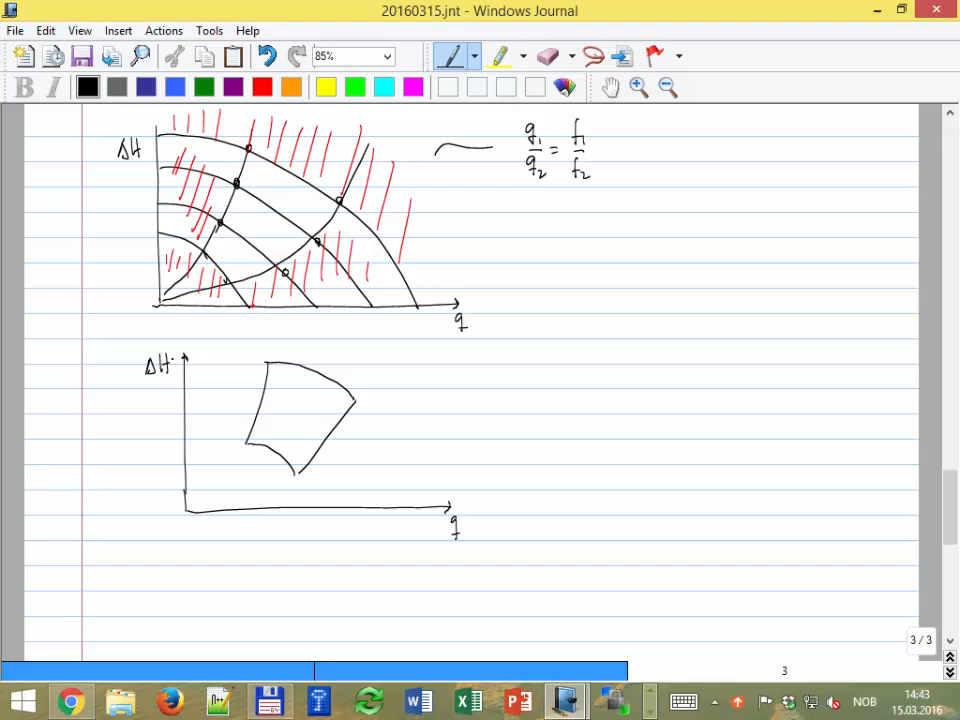 20160315.jnt - Windows Journal
File Edit View Insert Actions Tools Help
85%
B I
ΔH
q
q1/q2 = f1/f2
ΔH
q
3 / 3
3
NOB
14:43
15.03.2016